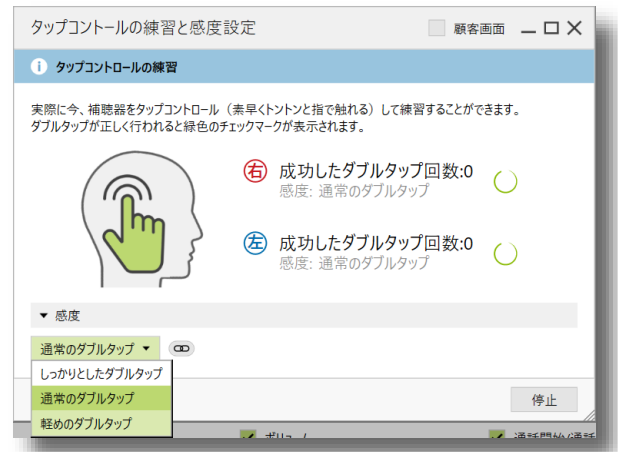 タップコントロールの練習と感度設定
顧客画面
i タップコントロールの練習
実際に今、補聴器をタップコントロール（素早くトントンと指で触れる）して練習することができます。
ダブルタップが正しく行われると緑色のチェックマークが表示されます。
右 成功したダブルタップ回数:0
感度: 通常のダブルタップ
左 成功したダブルタップ回数:0
感度: 通常のダブルタップ
▼ 感度
通常のダブルタップ ▼
しっかりとしたダブルタップ
通常のダブルタップ
軽めのダブルタップ
停止